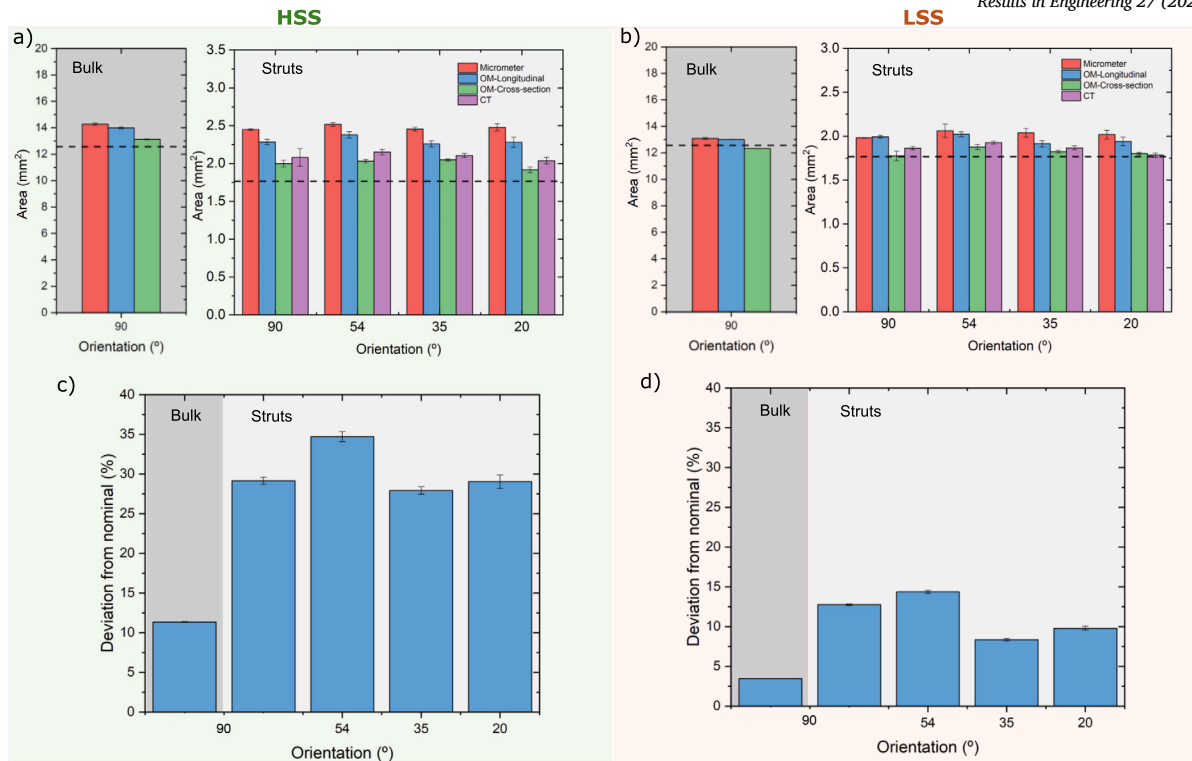 Results in Engineering 27 (202
HSS
LSS
a)
Bulk
Area (mm²)
20
18
16
14
12
10
8
6
4
2
0
90
Orientation (º)
Struts
Micrometer
OM-Longitudinal
OM-Cross-section
CT
Area (mm²)
3.5
3.0
2.5
2.0
1.5
1.0
0.5
0.0
90 54 35 20
Orientation (º)
b)
Bulk
Area (mm²)
20
18
16
14
12
10
8
6
4
2
0
90
Orientation (º)
Struts
Micrometer
OM-Longitudinal
OM-Cross-section
CT
Area (mm²)
3.0
2.5
2.0
1.5
1.0
0.5
0.0
90 54 35 20
Orientation (º)
c)
Bulk Struts
Deviation from nominal (%)
40
35
30
25
20
15
10
5
0
90 54 35 20
Orientation (º)
d)
Bulk Struts
Deviation from nominal (%)
40
35
30
25
20
15
10
5
0
90 54 35 20
Orientation (º)